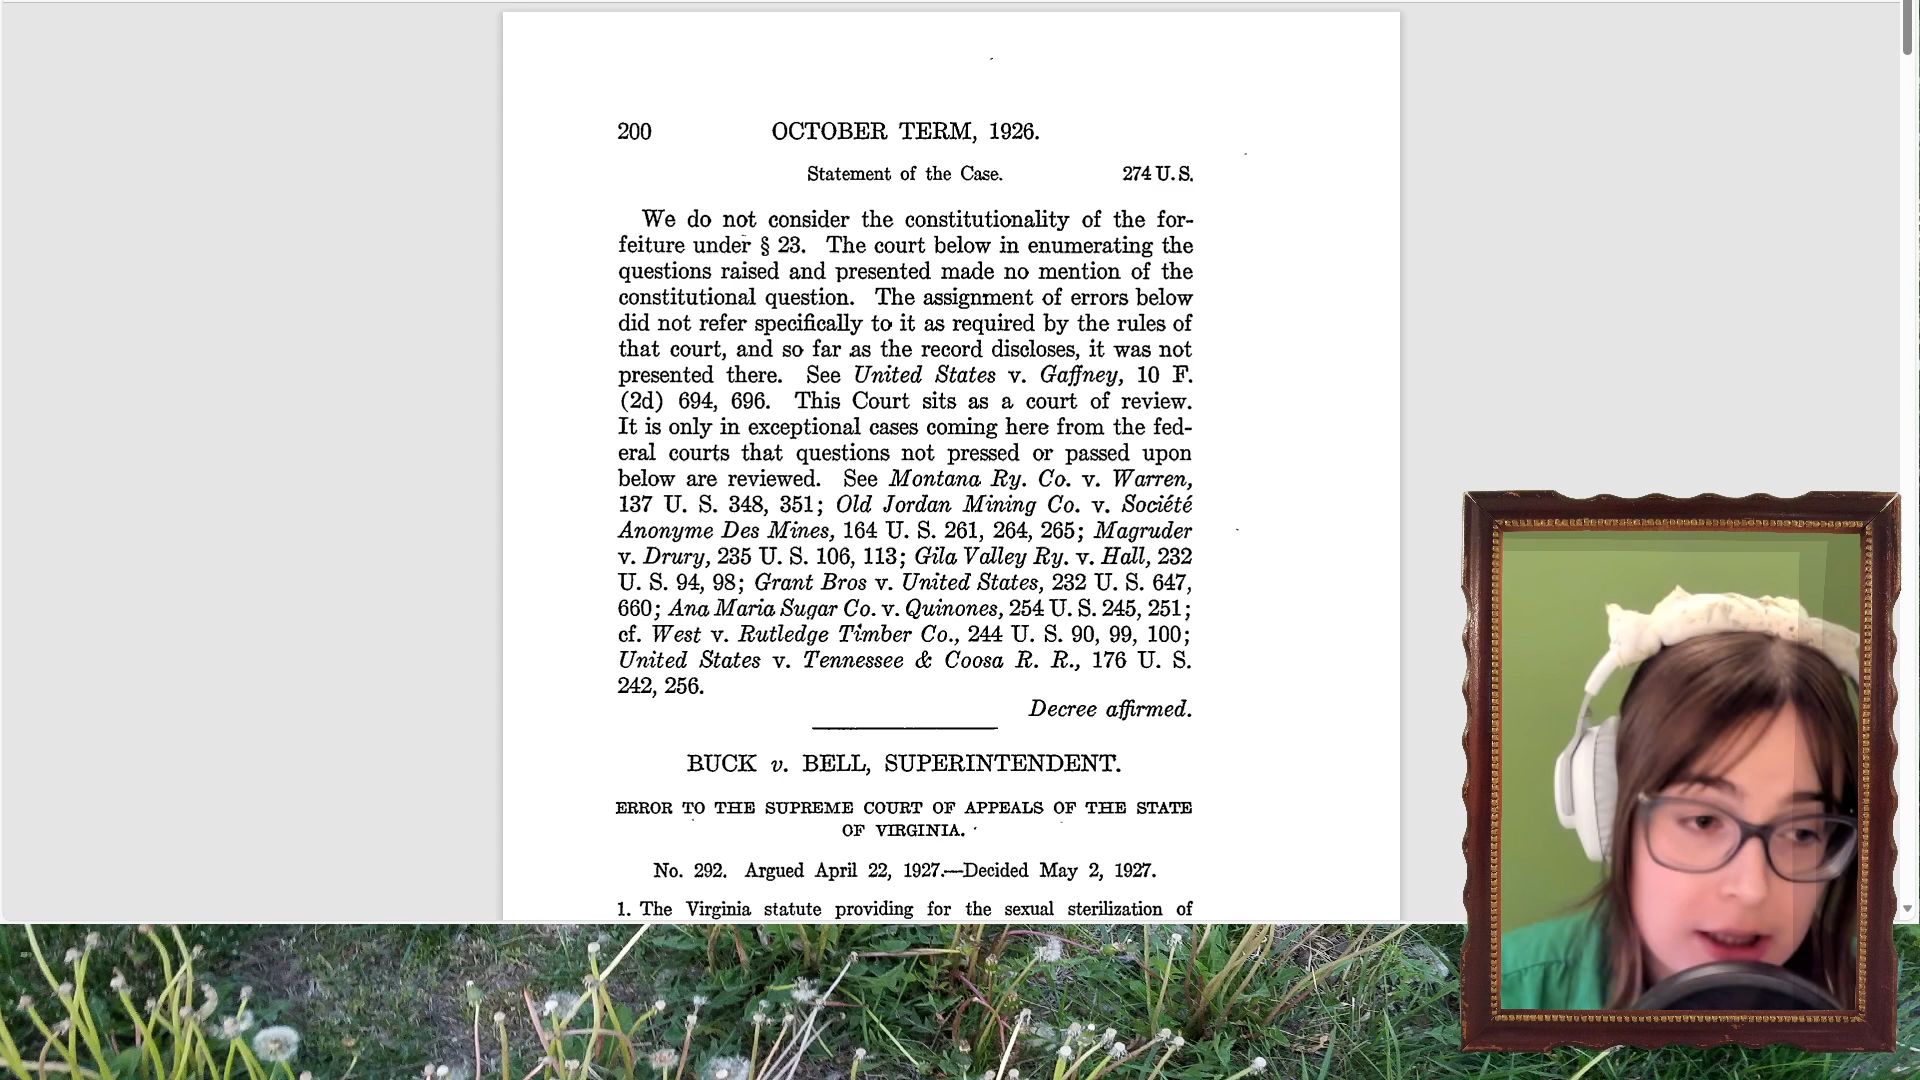 200 OCTOBER TERM, 1926.
Statement of the Case. 274 U.S.
We do not consider the constitutionality of the for-
feiture under § 23. The court below in enumerating the
questions raised and presented made no mention of the
constitutional question. The assignment of errors below
did not refer specifically to it as required by the rules of
that court, and so far as the record discloses, it was not
presented there. See United States v. Gaffney, 10 F.
(2d) 694, 696. This Court sits as a court of review.
It is only in exceptional cases coming here from the fed-
eral courts that questions not pressed or passed upon
below are reviewed. See Montana Ry. Co. v. Warren,
137 U. S. 348, 351; Old Jordan Mining Co. v. Société
Anonyme Des Mines, 164 U. S. 261, 264, 265; Magruder
v. Drury, 235 U. S. 106, 113; Gila Valley Ry. v. Hall, 232
U. S. 94, 98; Grant Bros v. United States, 232 U. S. 647,
660; Ana Maria Sugar Co. v. Quinones, 254 U. S. 245, 251;
cf. West v. Rutledge Timber Co., 244 U. S. 90, 99, 100;
United States v. Tennessee & Coosa R. R., 176 U. S.
242, 256.
Decree affirmed.
BUCK v. BELL, SUPERINTENDENT.
ERROR TO THE SUPREME COURT OF APPEALS OF THE STATE
OF VIRGINIA.
No. 292. Argued April 22, 1927.—Decided May 2, 1927.
1. The Virginia statute providing for the sexual sterilization of